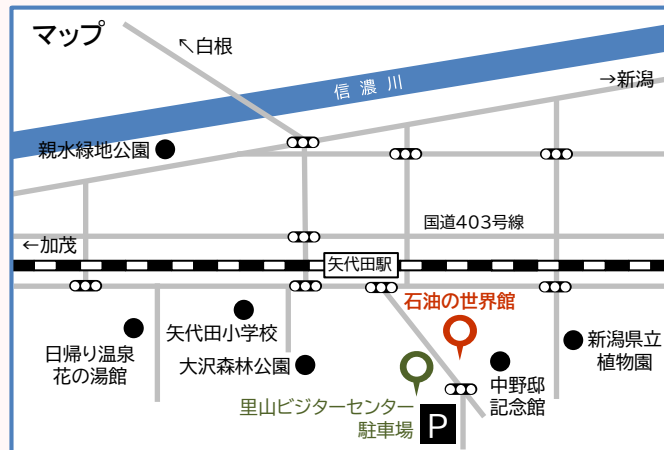 マップ
↖白根
信濃川
→新潟
親水緑地公園
国道403号線
←加茂
矢代田駅
石油の世界館
矢代田小学校
新潟県立
植物園
日帰り温泉
花の湯館
大沢森林公園
中野邸
記念館
里山ビジターセンター
駐車場
P